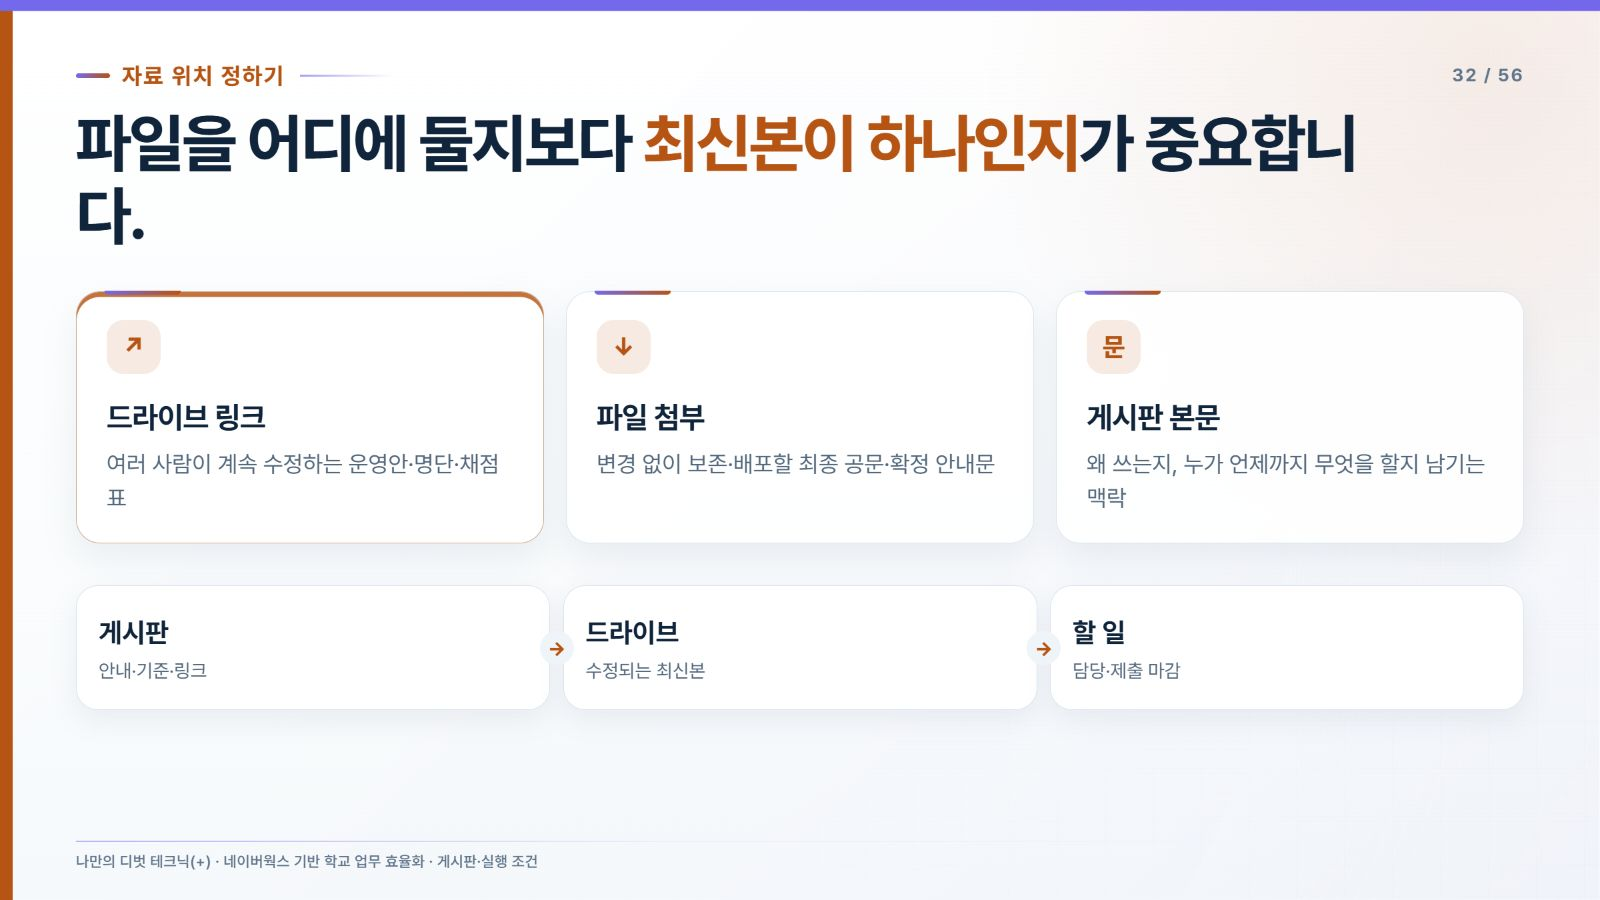 자료 위치 정하기
32 / 56
파일을 어디에 둘지보다 최신본이 하나인지가 중요합니
다.
드라이브 링크
여러 사람이 계속 수정하는 운영안·명단·채점
표
파일 첨부
변경 없이 보존·배포할 최종 공문·확정 안내문
문
게시판 본문
왜 쓰는지, 누가 언제까지 무엇을 할지 남기는
맥락
게시판
안내·기준·링크
드라이브
수정되는 최신본
할 일
담당·제출 마감
나만의 디벗 테크닉(+) · 네이버웍스 기반 학교 업무 효율화 · 게시판·실행 조건